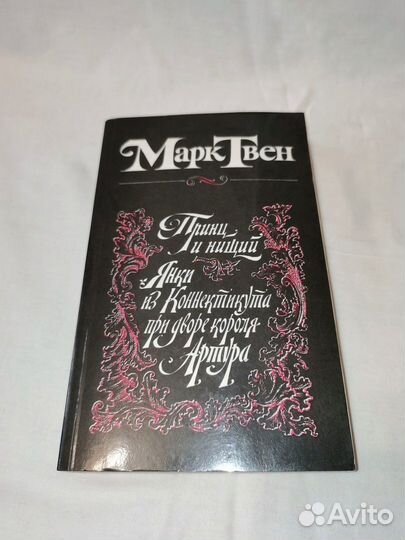 Марк Твен
Принц
и нищий
Янки
из Коннектикута
при дворе короля
Артура
Avito